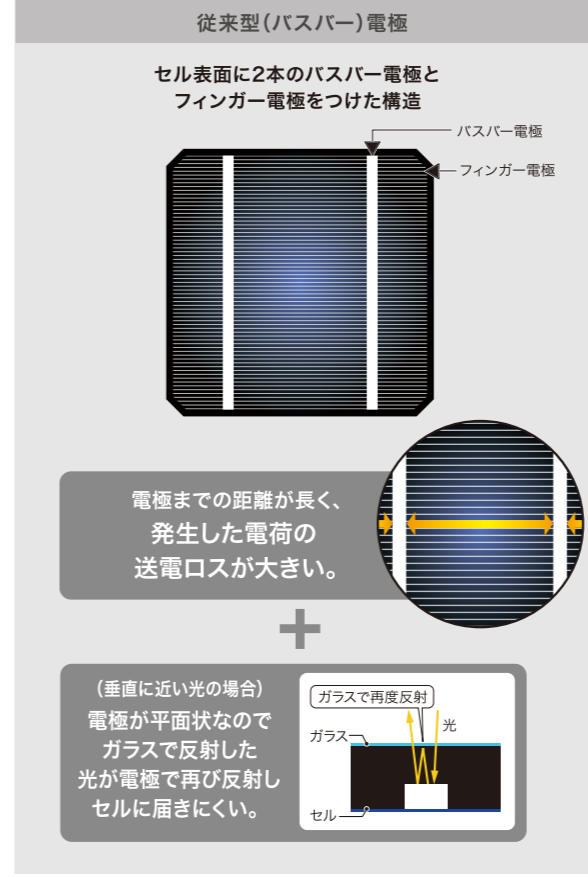 従来型(バスバー)電極
セル表面に2本のバスバー電極と
フィンガー電極をつけた構造
バスバー電極
フィンガー電極
電極までの距離が長く、
発生した電荷の
送電ロスが大きい。
+
(垂直に近い光の場合)
電極が平面状なので
ガラスで反射した
光が電極で再び反射し
セルに届きにくい。
ガラスで再度反射
光
ガラス
セル